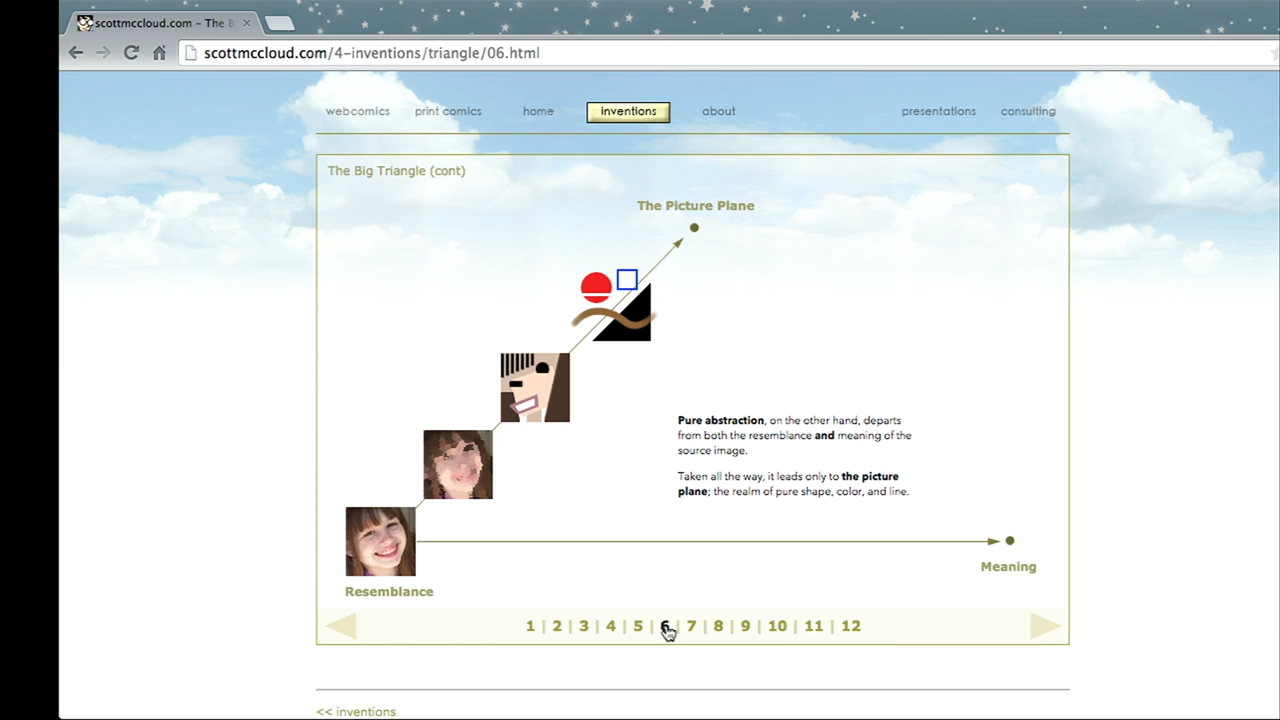 scottmccloud.com – The B
scottmccloud.com/4-inventions/triangle/06.html
webcomics print comics home inventions about presentations consulting
The Big Triangle (cont)
The Picture Plane
Pure abstraction, on the other hand, departs
from both the resemblance and meaning of the
source image.
Taken all the way, it leads only to the picture
plane; the realm of pure shape, color, and line.
Meaning
Resemblance
1 | 2 | 3 | 4 | 5 | 6 | 7 | 8 | 9 | 10 | 11 | 12
<< inventions